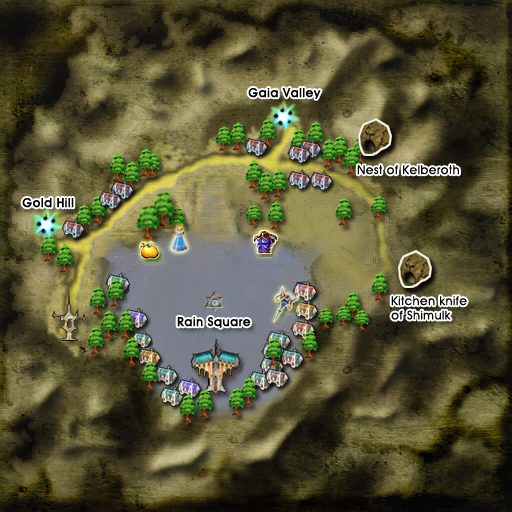 Gaia Valley
Nest of Kelberoth
Gold Hill
Kitchen knife
of Shimulk
Rain Square